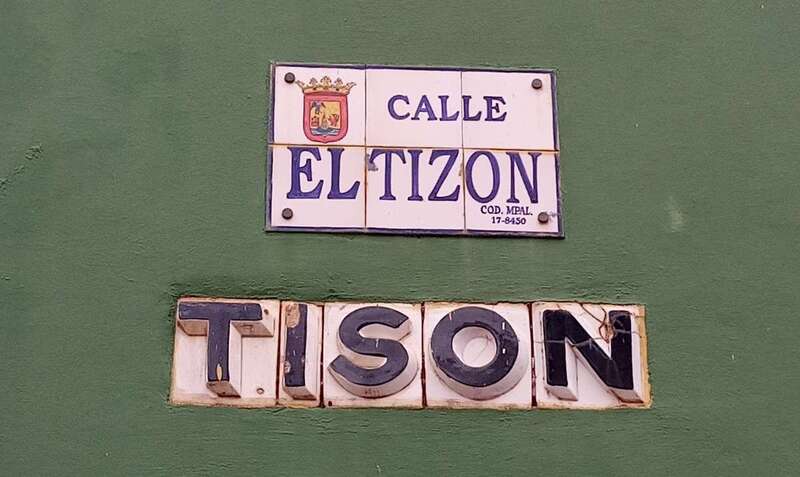 CALLE
EL TIZON
COD. MPAL.
17-8450
TISON